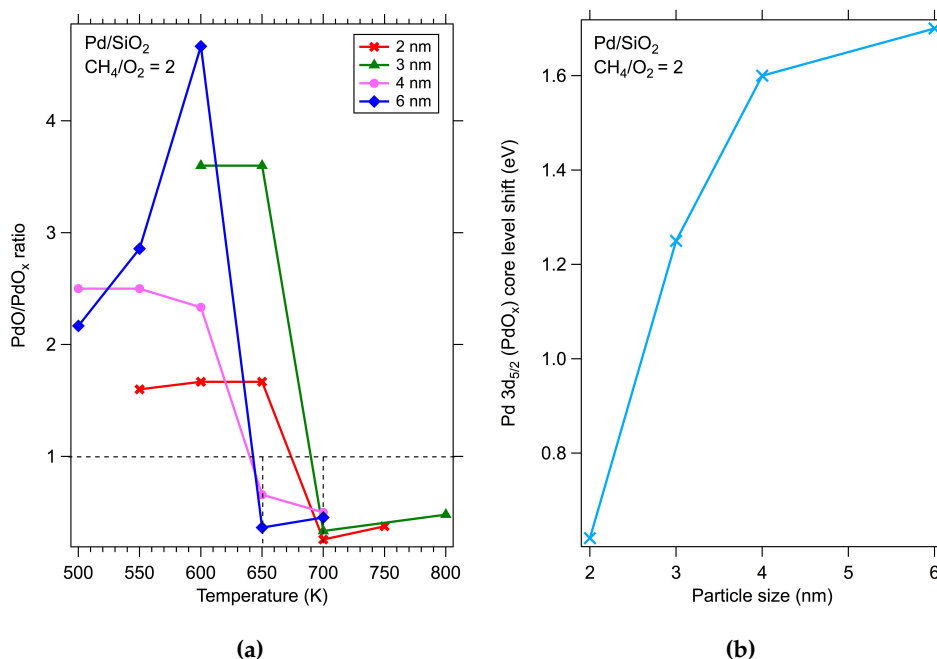 Pd/SiO₂
CH₄/O₂ = 2
2 nm
3 nm
4 nm
6 nm
PdO/PdOₓ ratio
4
3
2
1
500 550 600 650 700 750 800
Temperature (K)
(a)
Pd/SiO₂
CH₄/O₂ = 2
Pd 3d₅/₂ (PdOₓ) core level shift (eV)
1.6
1.4
1.2
1.0
0.8
2 3 4 5 6
Particle size (nm)
(b)